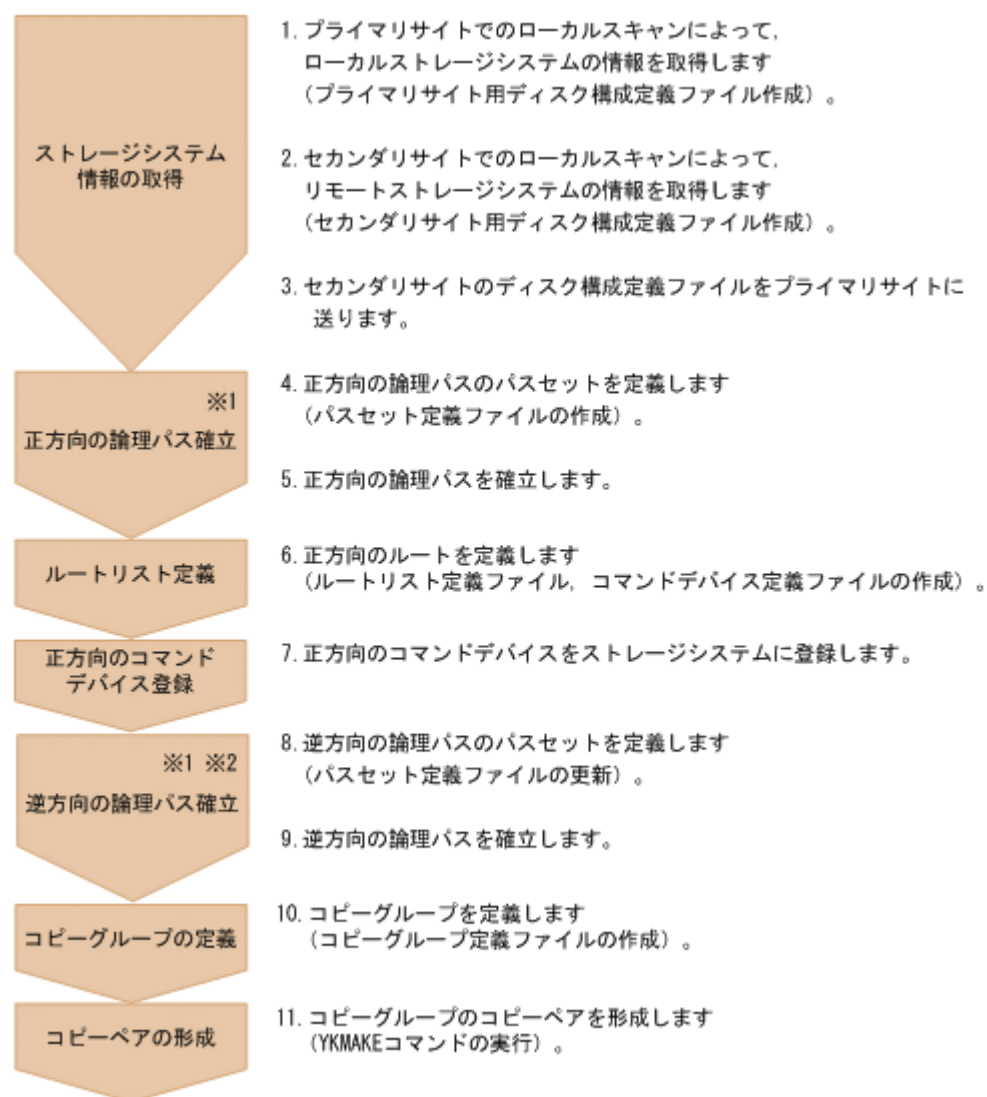 ストレージシステム
情報の取得
1. プライマリサイトでのローカルスキャンによって,
ローカルストレージシステムの情報を取得します
（プライマリサイト用ディスク構成定義ファイル作成）。
2. セカンダリサイトでのローカルスキャンによって,
リモートストレージシステムの情報を取得します
（セカンダリサイト用ディスク構成定義ファイル作成）。
3. セカンダリサイトのディスク構成定義ファイルをプライマリサイトに
送ります。
※1
正方向の論理パス確立
4. 正方向の論理パスのパスセットを定義します
（パスセット定義ファイルの作成）。
5. 正方向の論理パスを確立します。
ルートリスト定義
6. 正方向のルートを定義します
（ルートリスト定義ファイル, コマンドデバイス定義ファイルの作成）。
正方向のコマンド
デバイス登録
7. 正方向のコマンドデバイスをストレージシステムに登録します。
※1 ※2
逆方向の論理パス確立
8. 逆方向の論理パスのパスセットを定義します
（パスセット定義ファイルの更新）。
9. 逆方向の論理パスを確立します。
コピーグループの定義
10. コピーグループを定義します
（コピーグループ定義ファイルの作成）。
コピーペアの形成
11. コピーグループのコピーペアを形成します
（YKMAKEコマンドの実行）。